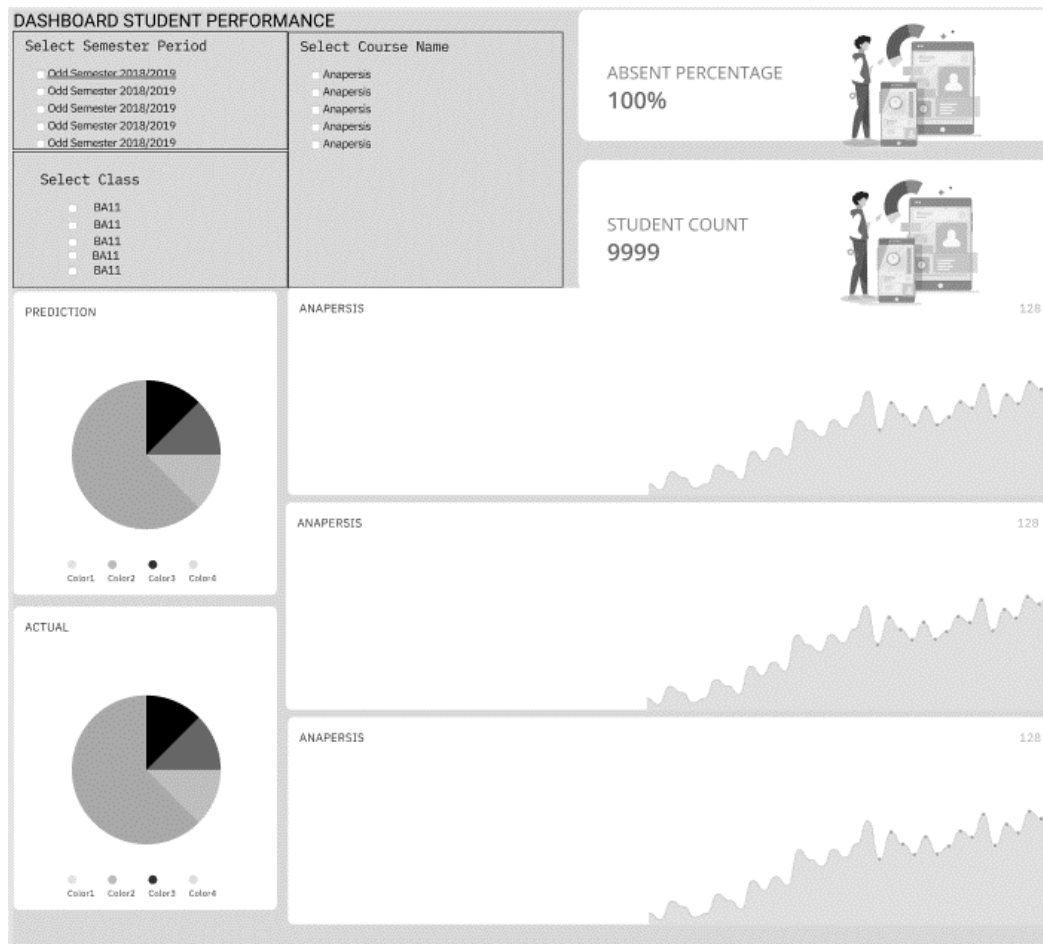 DASHBOARD STUDENT PERFORMANCE
Select Semester Period
Odd Semester 2018/2019
Odd Semester 2018/2019
Odd Semester 2018/2019
Odd Semester 2018/2019
Odd Semester 2018/2019
Select Course Name
Anapersis
Anapersis
Anapersis
Anapersis
Anapersis
Select Class
BA11
BA11
BA11
BA11
BA11
ABSENT PERCENTAGE
100%
STUDENT COUNT
9999
PREDICTION
Color1 Color2 Color3 Color4
ANAPERSIS 128
ANAPERSIS 128
ACTUAL
Color1 Color2 Color3 Color4
ANAPERSIS 128